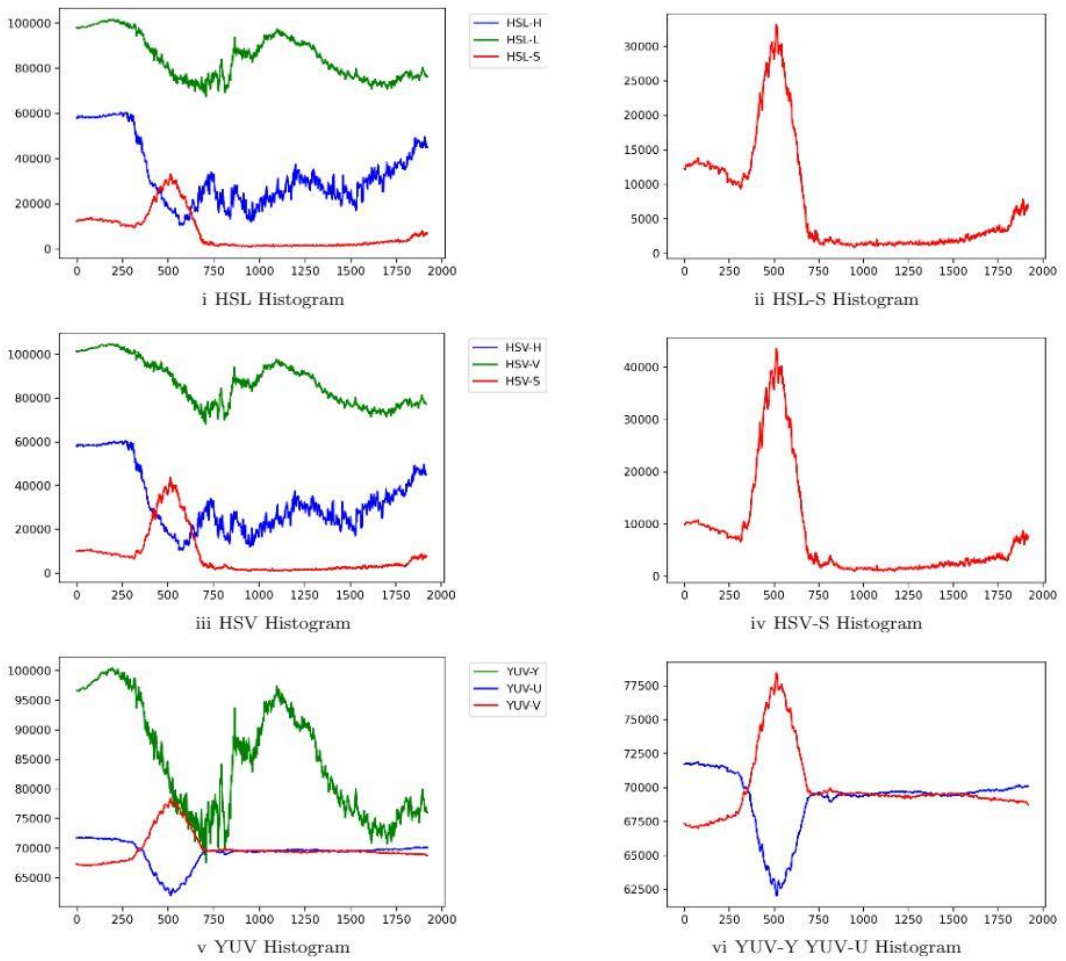 100000
80000
60000
40000
20000
0
0 250 500 750 1000 1250 1500 1750 2000
HSL-H
HSL-L
HSL-S
i HSL Histogram
30000
25000
20000
15000
10000
5000
0
0 250 500 750 1000 1250 1500 1750 2000
ii HSL-S Histogram
100000
80000
60000
40000
20000
0
0 250 500 750 1000 1250 1500 1750 2000
HSV-H
HSV-V
HSV-S
iii HSV Histogram
40000
30000
20000
10000
0
0 250 500 750 1000 1250 1500 1750 2000
iv HSV-S Histogram
100000
95000
90000
85000
80000
75000
70000
65000
0 250 500 750 1000 1250 1500 1750 2000
YUV-Y
YUV-U
YUV-V
v YUV Histogram
77500
75000
72500
70000
67500
65000
62500
0 250 500 750 1000 1250 1500 1750 2000
vi YUV-Y YUV-U Histogram